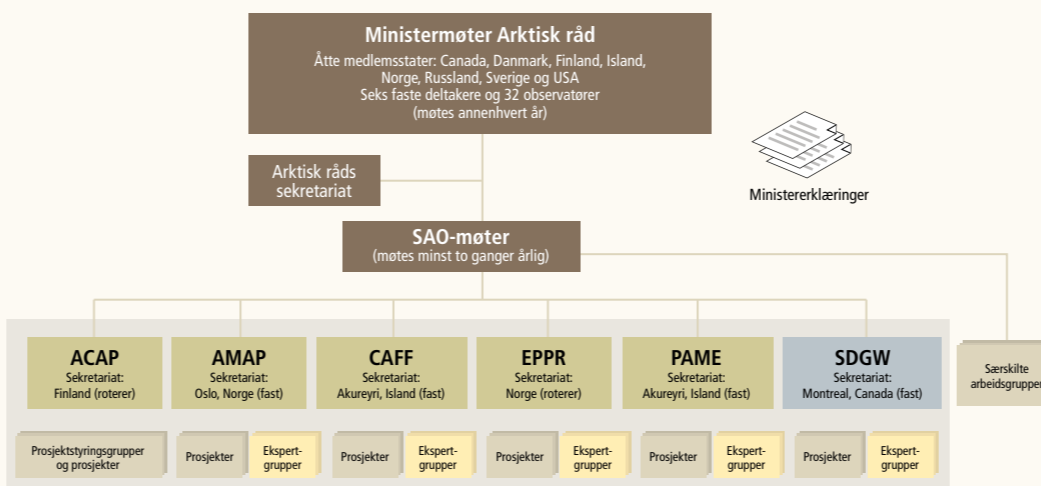 Ministermøter Arktisk råd
Åtte medlemsstater: Canada, Danmark, Finland, Island,
Norge, Russland, Sverige og USA
Seks faste deltakere og 32 observatører
(møtes annenhvert år)
Arktisk råds
sekretariat
Ministererklæringer
SAO-møter
(møtes minst to ganger årlig)
ACAP
Sekretariat:
Finland (roterer)
AMAP
Sekretariat:
Oslo, Norge (fast)
CAFF
Sekretariat:
Akureyri, Island (fast)
EPPR
Sekretariat:
Norge (roterer)
PAME
Sekretariat:
Akureyri, Island (fast)
SDGW
Sekretariat:
Montreal, Canada (fast)
Særskilte
arbeidsgrupper
Prosjektstyringsgrupper
og prosjekter
Prosjekter
Ekspert-
grupper
Prosjekter
Ekspert-
grupper
Prosjekter
Ekspert-
grupper
Prosjekter
Ekspert-
grupper
Prosjekter
Ekspert-
grupper